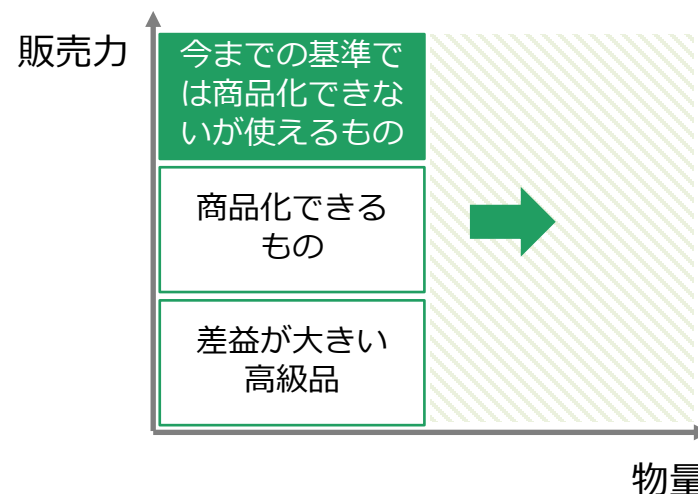 販売力
今までの基準で
は商品化できな
いが使えるもの
商品化できる
もの
差益が大きい
高級品
物量